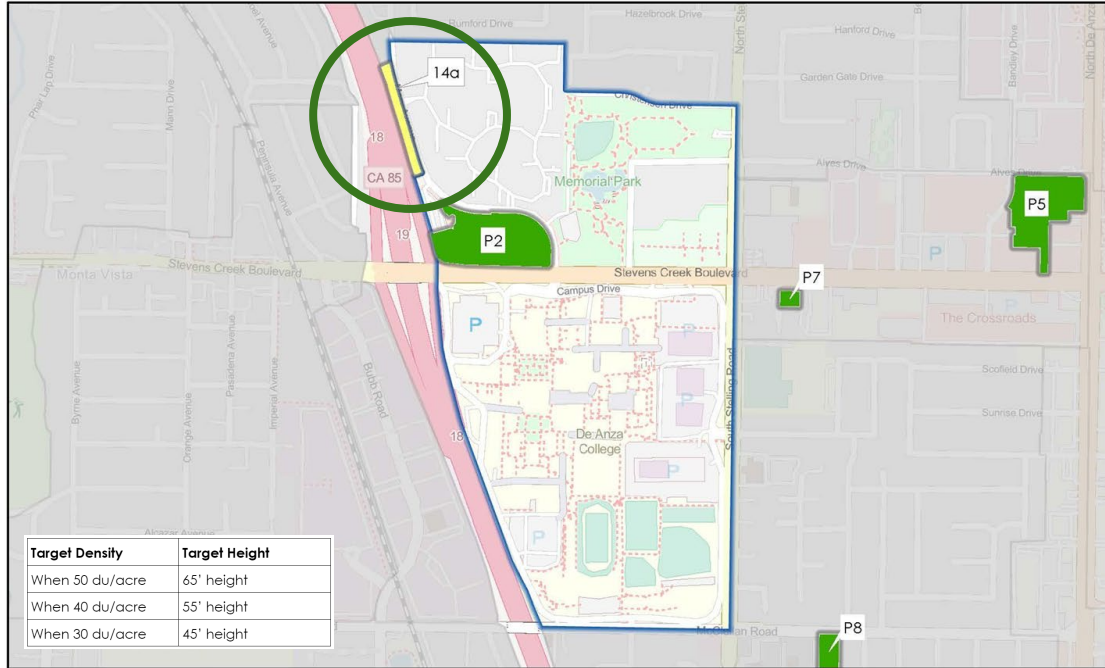 Rumford Drive
Hazelbrook Drive
Hanford Drive
North De Anza
Bandley Drive
Garden Gate Drive
Phar Lap Drive
Mann Drive
14a
18
CA 85
Christensen Drive
Alves Drive
Alves Drive
Memorial Park
Peninsula Avenue
P5
P
P2
19
Monta Vista
Stevens Creek Boulevard
Stevens Creek Boulevard
P7
Campus Drive
P
P
P
The Crossroads
P
Scofield Drive
Byrne Avenue
Pasadena Avenue
Orange Avenue
Imperial Avenue
Bubb Road
South Stelling Road
P
Sunrise Drive
18
De Anza
College
P
P
Alcazar Avenue
McClellan Road
P8
Target Density Target Height
When 50 du/acre 65’ height
When 40 du/acre 55’ height
When 30 du/acre 45’ height